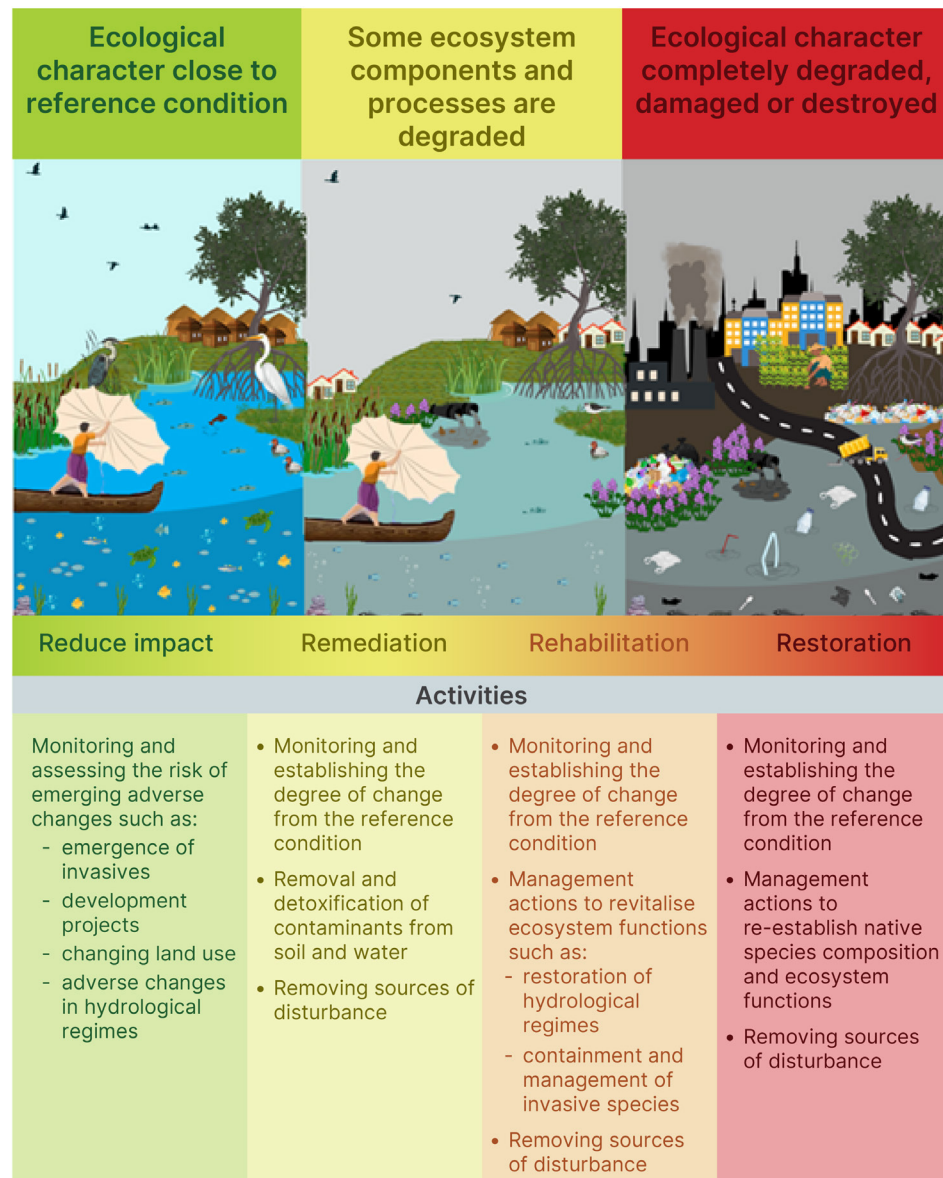 Ecological
character close to
reference condition
Some ecosystem
components and
processes are
degraded
Ecological character
completely degraded,
damaged or destroyed
Reduce impact
Remediation
Rehabilitation
Restoration
Activities
Monitoring and
assessing the risk of
emerging adverse
changes such as:
- emergence of
invasives
- development
projects
- changing land use
- adverse changes
in hydrological
regimes
• Monitoring and
establishing the
degree of change
from the reference
condition
• Removal and
detoxification of
contaminants from
soil and water
• Removing sources of
disturbance
• Monitoring and
establishing the
degree of change
from the reference
condition
• Management
actions to revitalise
ecosystem functions
such as:
- restoration of
hydrological
regimes
- containment and
management of
invasive species
• Removing sources
of disturbance
• Monitoring and
establishing the
degree of change
from the reference
condition
• Management
actions to
re-establish native
species composition
and ecosystem
functions
• Removing sources
of disturbance